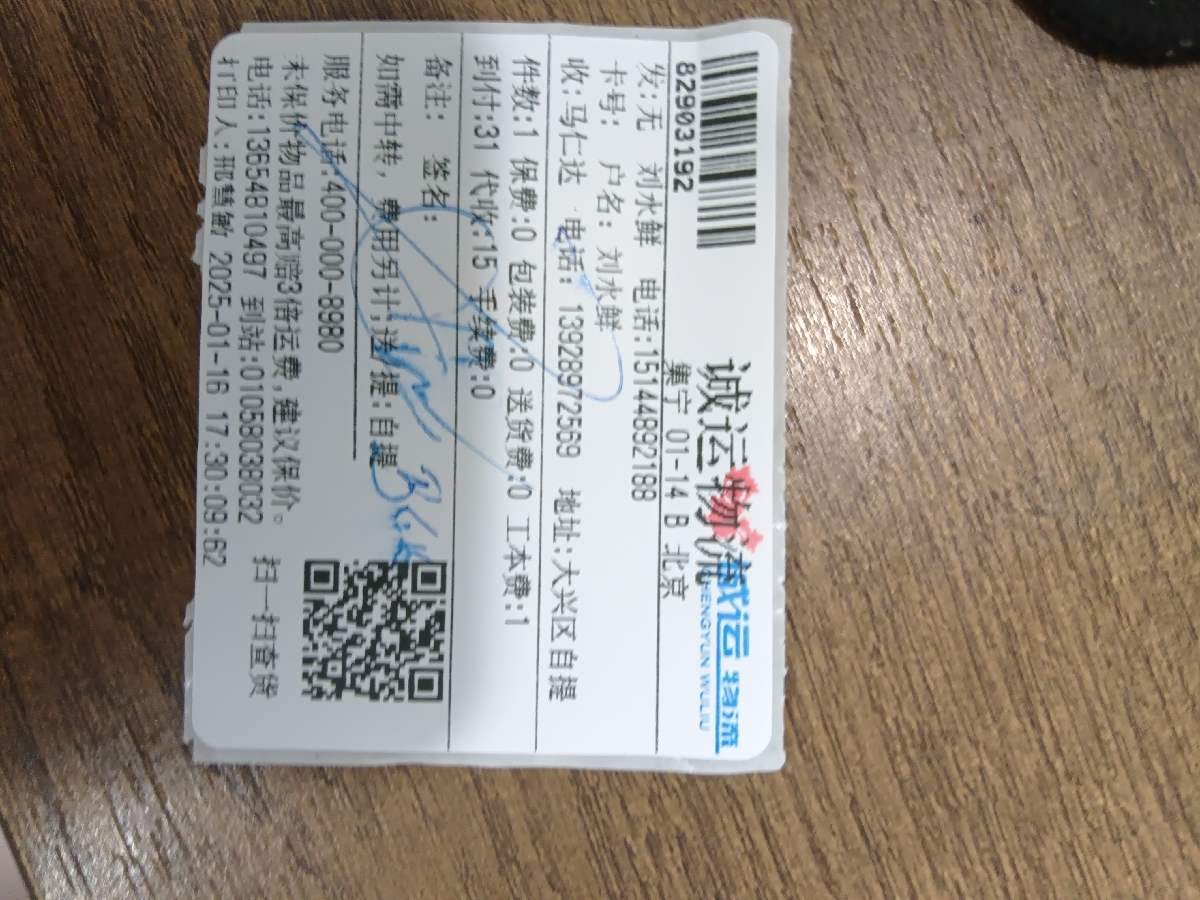 诚运物流
诚运物流
CHENGYUN WULIU
82903192
集宁 01-14 B 北京
发:无 刘水鲜 电话:15144892188
卡号: 户名: 刘水鲜
收:马仁达 电话: 13928972569 地址:大兴区自提
件数:1 保费:0 包装费:0 送货费:0 工本费:1
到付:31 代收:15 手续费:0
备注: 签名:
如需中转, 费用另计;送/提:自提
服务电话:400-000-8980
未保价物品最高赔3倍运费,建议保价。
电话:13654810497 到站:01058038032
扫一扫查货
打印人:邢慧敏 2025-01-16 17:30:09:62